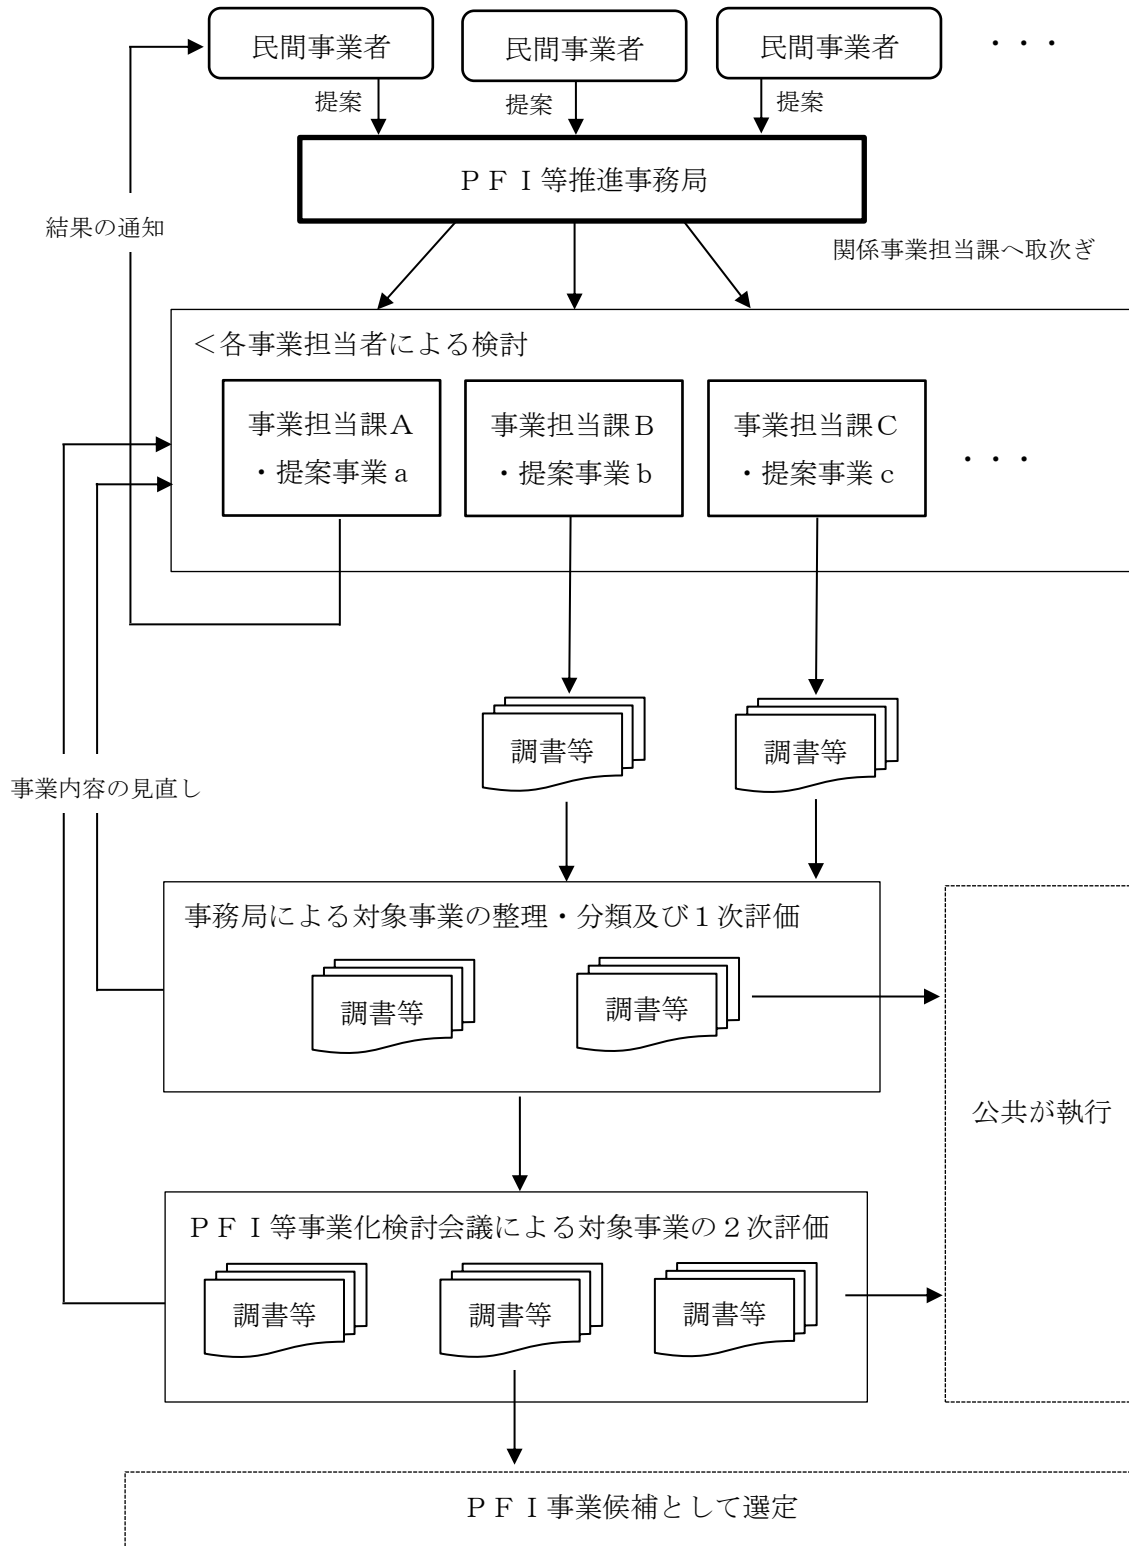 民間事業者
民間事業者
民間事業者
・・・
提案
提案
提案
ＰＦＩ等推進事務局
結果の通知
関係事業担当課へ取次ぎ
＜各事業担当者による検討
事業担当課Ａ
・提案事業ａ
事業担当課Ｂ
・提案事業ｂ
事業担当課Ｃ
・提案事業ｃ
・・・
調書等
調書等
事業内容の見直し
事務局による対象事業の整理・分類及び１次評価
調書等
調書等
公共が執行
ＰＦＩ等事業化検討会議による対象事業の２次評価
調書等
調書等
調書等
ＰＦＩ事業候補として選定